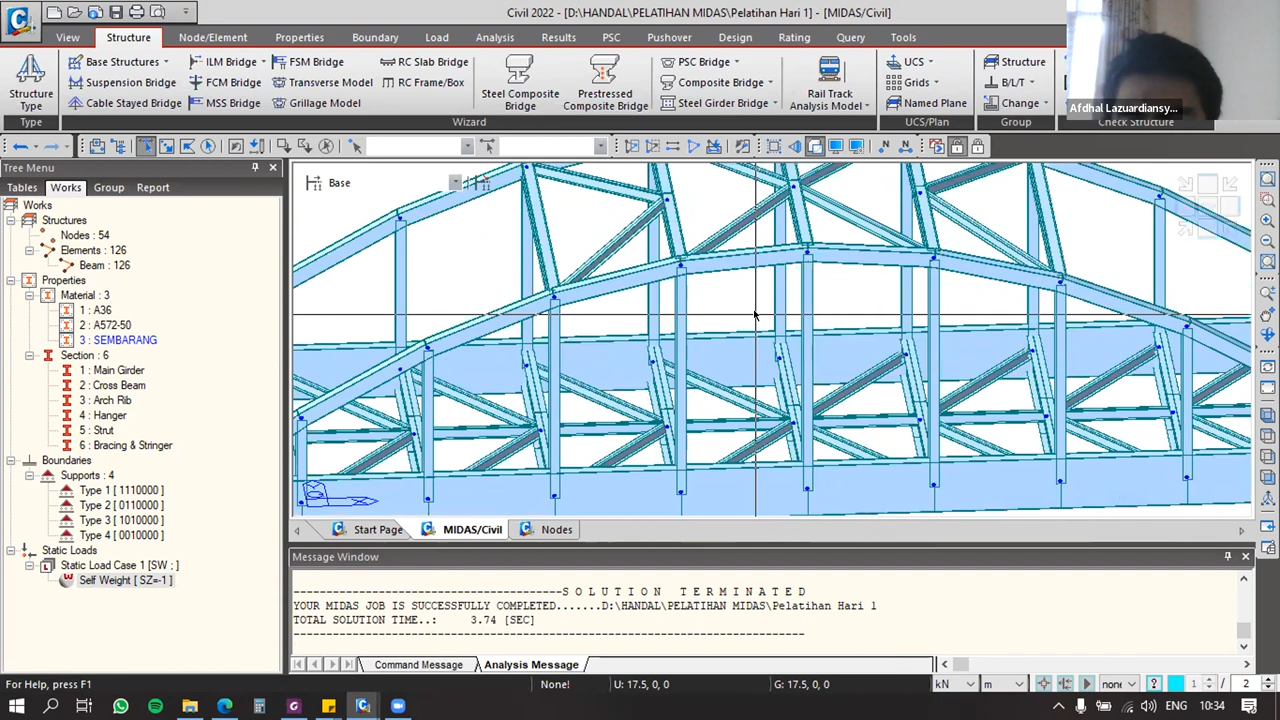 Civil 2022 - [D:\HANDAL\PELATIHAN MIDAS\Pelatihan Hari 1] - [MIDAS/Civil]
View Structure Node/Element Properties Boundary Load Analysis Results PSC Pushover Design Rating Query Tools
Structure Type
Base Structures
Suspension Bridge
Cable Stayed Bridge
ILM Bridge
FCM Bridge
MSS Bridge
FSM Bridge
Transverse Model
Grillage Model
RC Slab Bridge
RC Frame/Box
Steel Composite Bridge
Prestressed Composite Bridge
PSC Bridge
Composite Bridge
Steel Girder Bridge
Rail Track Analysis Model
UCS
Grids
Named Plane
Structure
B/L/T
Change
Afdhal Lazuardiansy...
Type Wizard UCS/Plan Group Check Structure
Tree Menu
Tables Works Group Report
Works
Structures
Nodes : 54
Elements : 126
Beam : 126
Properties
Material : 3
1 : A36
2 : A572-50
3 : SEMBARANG
Section : 6
1 : Main Girder
2 : Cross Beam
3 : Arch Rib
4 : Hanger
5 : Strut
6 : Bracing & Stringer
Boundaries
Supports : 4
Type 1 [ 1110000 ]
Type 2 [ 0110000 ]
Type 3 [ 1010000 ]
Type 4 [ 0010000 ]
Static Loads
Static Load Case 1 [SW ; ]
Self Weight [ SZ=-1 ]
Base
Start Page MIDAS/Civil Nodes
Message Window
S O L U T I O N   T E R M I N A T E D
YOUR MIDAS JOB IS SUCCESSFULLY COMPLETED.......D:\HANDAL\PELATIHAN MIDAS\Pelatihan Hari 1
TOTAL SOLUTION TIME..: 3.74 [SEC]
Command Message Analysis Message
For Help, press F1
None!
U: 17.5, 0, 0
G: 17.5, 0, 0
kN
m
none
1 / 2
ENG 10:34